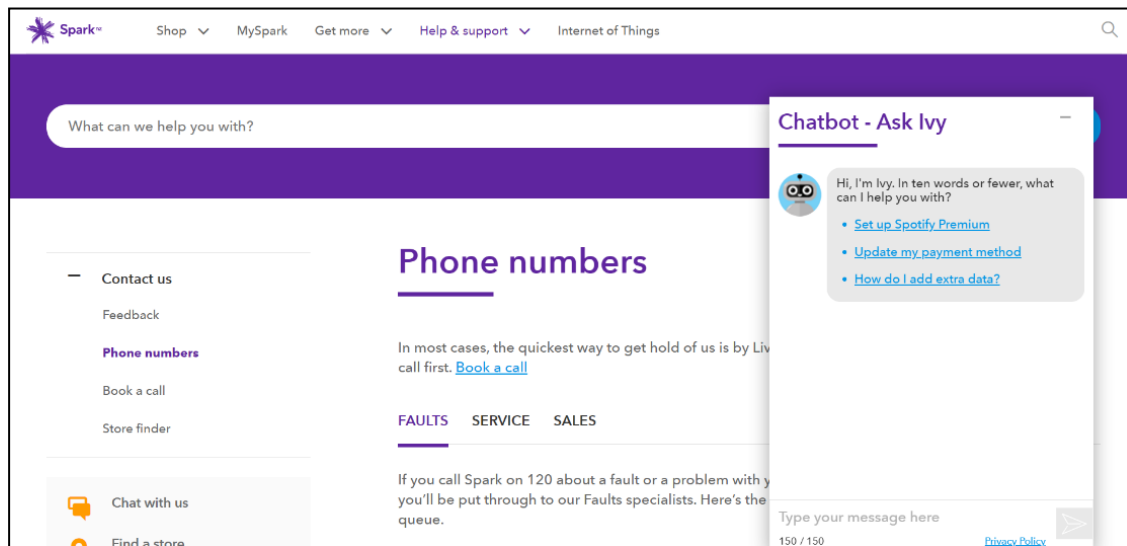 Spark™
Shop
MySpark
Get more
Help & support
Internet of Things
What can we help you with?
Contact us
Feedback
Phone numbers
Book a call
Store finder
Chat with us
Find a store
Phone numbers
In most cases, the quickest way to get hold of us is by Liv
call first. Book a call
FAULTS SERVICE SALES
If you call Spark on 120 about a fault or a problem with y
you'll be put through to our Faults specialists. Here's the
queue.
Chatbot - Ask Ivy
Hi, I'm Ivy. In ten words or fewer, what
can I help you with?
• Set up Spotify Premium
• Update my payment method
• How do I add extra data?
Type your message here
150 / 150
Privacy Policy